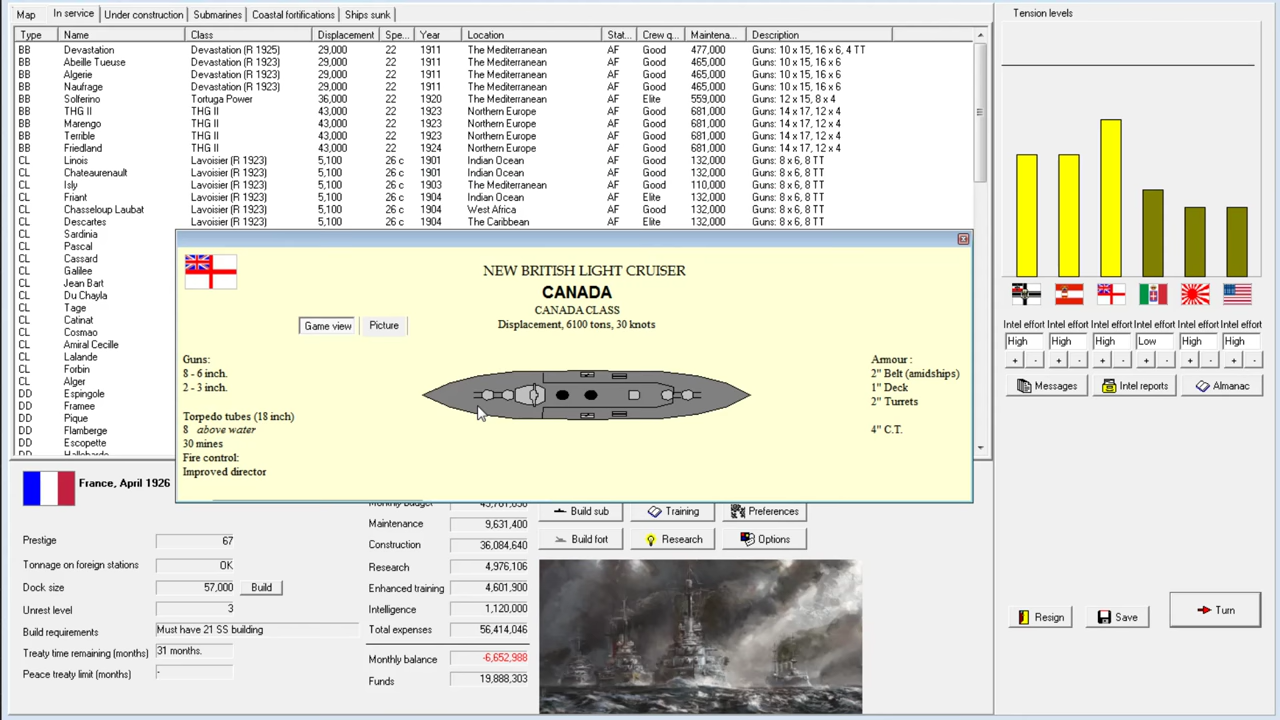 Map In service Under construction Submarines Coastal fortifications Ships sunk
Type Name Class Displacement Spe... Year Location Stat... Crew q... Maintena... Description
BB Devastation Devastation (R 1925) 29,000 22 1911 The Mediterranean AF Good 477,000 Guns: 10 x 15, 16 x 6, 4 TT
BB Abeille Tueuse Devastation (R 1923) 29,000 22 1911 The Mediterranean AF Good 465,000 Guns: 10 x 15, 16 x 6
BB Algerie Devastation (R 1923) 29,000 22 1911 The Mediterranean AF Good 465,000 Guns: 10 x 15, 16 x 6
BB Naufrage Devastation (R 1923) 29,000 22 1911 The Mediterranean AF Good 465,000 Guns: 10 x 15, 16 x 6
BB Solferino Tortuga Power 36,000 22 1920 The Mediterranean AF Elite 559,000 Guns: 12 x 15, 8 x 4
BB THG II THG II 43,000 22 1923 Northern Europe AF Good 681,000 Guns: 14 x 17, 12 x 4
BB Marengo THG II 43,000 22 1923 Northern Europe AF Good 681,000 Guns: 14 x 17, 12 x 4
BB Terrible THG II 43,000 22 1923 Northern Europe AF Good 681,000 Guns: 14 x 17, 12 x 4
BB Friedland THG II 43,000 22 1924 Northern Europe AF Good 681,000 Guns: 14 x 17, 12 x 4
CL Linois Lavoisier (R 1923) 5,100 26 c 1901 Indian Ocean AF Good 132,000 Guns: 8 x 6, 8 TT
CL Chateaurenault Lavoisier (R 1923) 5,100 26 c 1901 Indian Ocean AF Good 132,000 Guns: 8 x 6, 8 TT
CL Isly Lavoisier (R 1923) 5,100 26 c 1903 The Mediterranean AF Good 110,000 Guns: 8 x 6, 8 TT
CL Friant Lavoisier (R 1923) 5,100 26 c 1904 Indian Ocean AF Elite 132,000 Guns: 8 x 6, 8 TT
CL Chasseloup Laubat Lavoisier (R 1923) 5,100 26 c 1904 West Africa AF Good 132,000 Guns: 8 x 6, 8 TT
CL Descartes Lavoisier (R 1923) 5,100 26 c 1904 The Caribbean AF Elite 132,000 Guns: 8 x 6, 8 TT
CL Sardinia
CL Pascal
CL Cassard
CL Galilee
CL Jean Bart
CL Du Chayla
CL Tage
CL Catinat
CL Cosmao
CL Amiral Cecille
CL Lalande
CL Forbin
CL Alger
DD Espingole
DD Framee
DD Pique
DD Flamberge
DD Escopette
DD Hallebarde
NEW BRITISH LIGHT CRUISER
CANADA
CANADA CLASS
Displacement, 6100 tons, 30 knots
Game view Picture
Guns:
8 - 6 inch.
2 - 3 inch.
Torpedo tubes (18 inch)
8 above water
30 mines
Fire control:
Improved director
Armour :
2" Belt (amidships)
1" Deck
2" Turrets
4" C.T.
Tension levels
Intel effort Intel effort Intel effort Intel effort Intel effort Intel effort
High High High Low High High
+ - + - + - + - + - + -
Messages Intel reports Almanac
France, April 1926
Prestige 67
Tonnage on foreign stations OK
Dock size 57,000 Build
Unrest level 3
Build requirements Must have 21 SS building
Treaty time remaining (months) 31 months.
Peace treaty limit (months) -
Maintenance 9,631,400
Construction 36,084,640
Research 4,976,106
Enhanced training 4,601,900
Intelligence 1,120,000
Total expenses 56,414,046
Monthly balance -6,652,988
Funds 19,888,303
Build sub Training Preferences
Build fort Research Options
Resign Save Turn